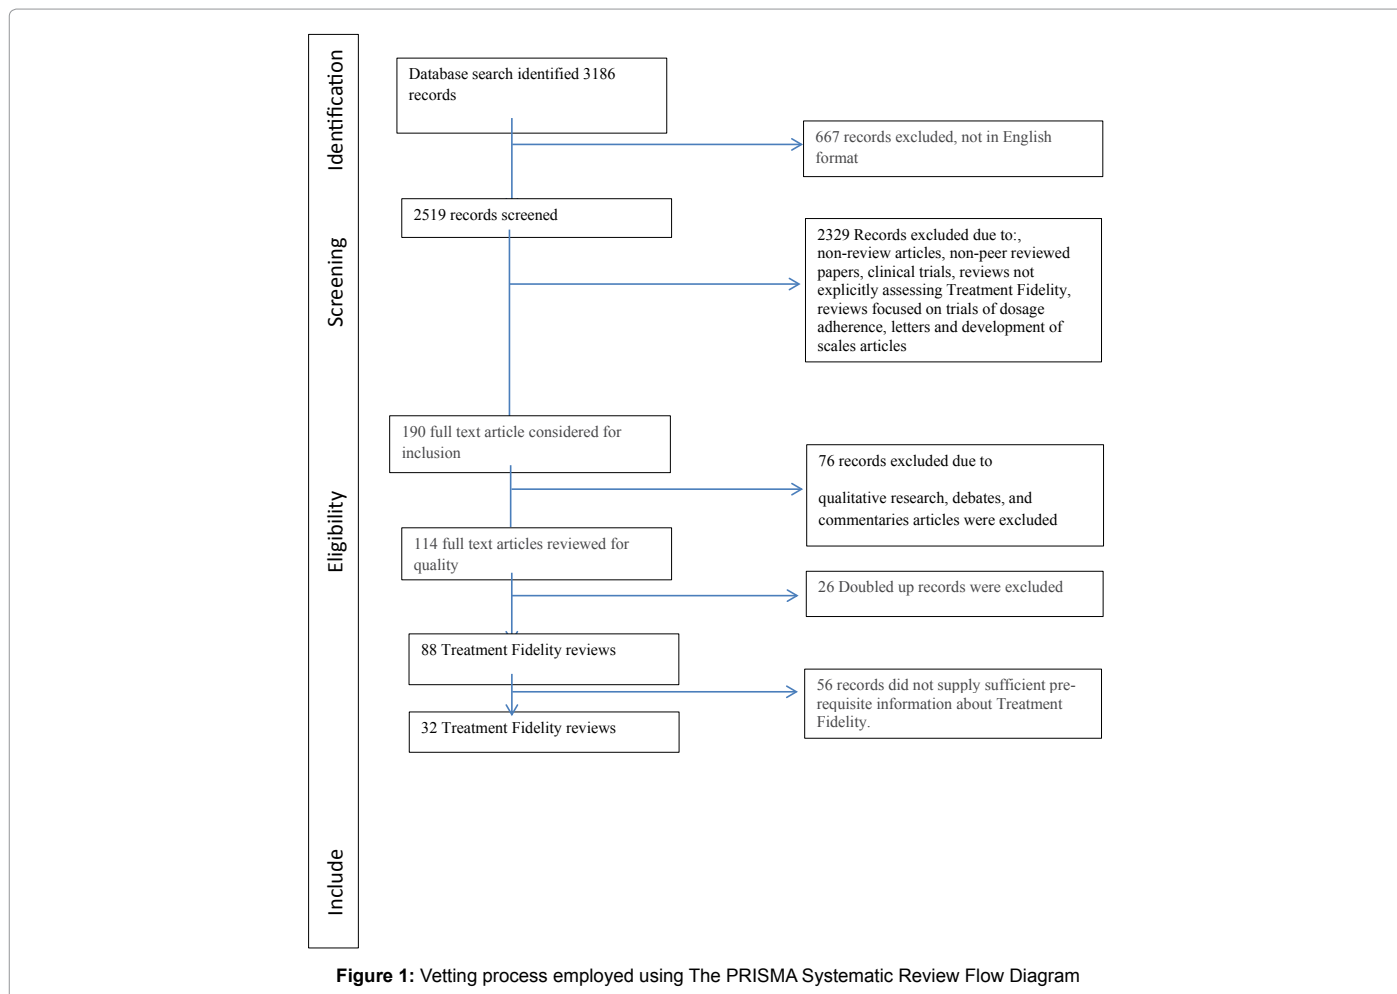 Identification
Database search identified 3186
records
667 records excluded, not in English
format
Screening
2519 records screened
2329 Records excluded due to:,
non-review articles, non-peer reviewed
papers, clinical trials, reviews not
explicitly assessing Treatment Fidelity,
reviews focused on trials of dosage
adherence, letters and development of
scales articles
Eligibility
190 full text article considered for
inclusion
76 records excluded due to
qualitative research, debates, and
commentaries articles were excluded
114 full text articles reviewed for
quality
26 Doubled up records were excluded
88 Treatment Fidelity reviews
56 records did not supply sufficient pre-
requisite information about Treatment
Fidelity.
32 Treatment Fidelity reviews
Include
Figure 1: Vetting process employed using The PRISMA Systematic Review Flow Diagram